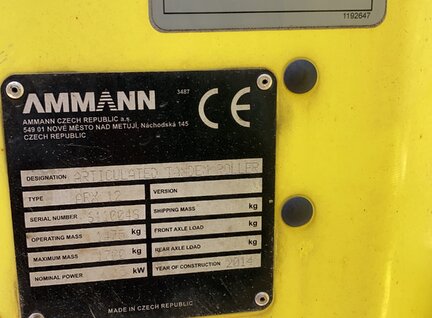 1192647
AMMANN 3487 CE
AMMANN CZECH REPUBLIC a.s.
549 01 NOVÉ MĚSTO NAD METUJÍ, Náchodská 145
CZECH REPUBLIC
DESIGNATION ARTICULATED TANDEM ROLLER
TYPE ARX 12 VERSION
SERIAL NUMBER SHIPPING MASS kg
OPERATING MASS kg FRONT AXLE LOAD kg
MAXIMUM MASS kg REAR AXLE LOAD kg
NOMINAL POWER kW YEAR OF CONSTRUCTION 2014
MADE IN CZECH REPUBLIC